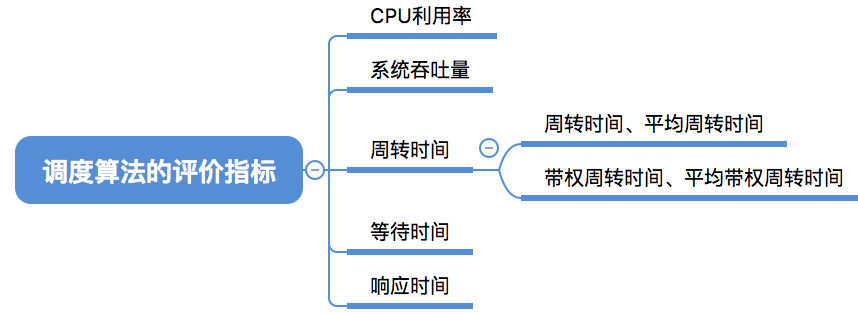 调度算法的评价指标
CPU利用率
系统吞吐量
周转时间
周转时间、平均周转时间
带权周转时间、平均带权周转时间
等待时间
响应时间